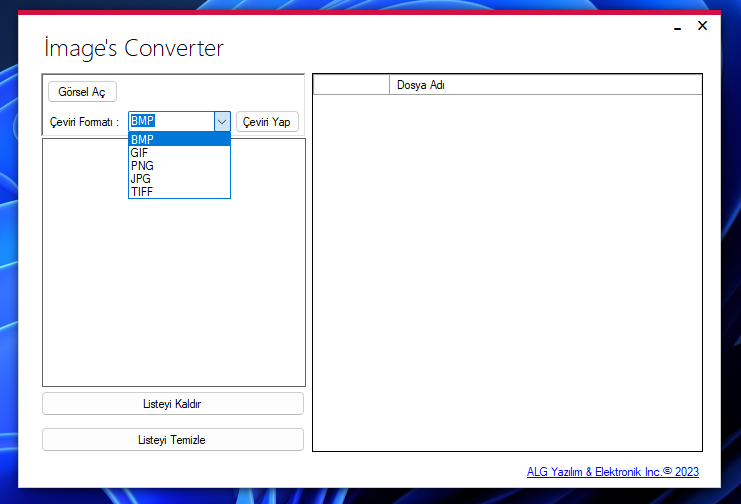 İmage's Converter
Görsel Aç
Çeviri Formatı :
BMP
Çeviri Yap
BMP
GIF
PNG
JPG
TIFF
Dosya Adı
Listeyi Kaldır
Listeyi Temizle
ALG Yazılım & Elektronik Inc.© 2023